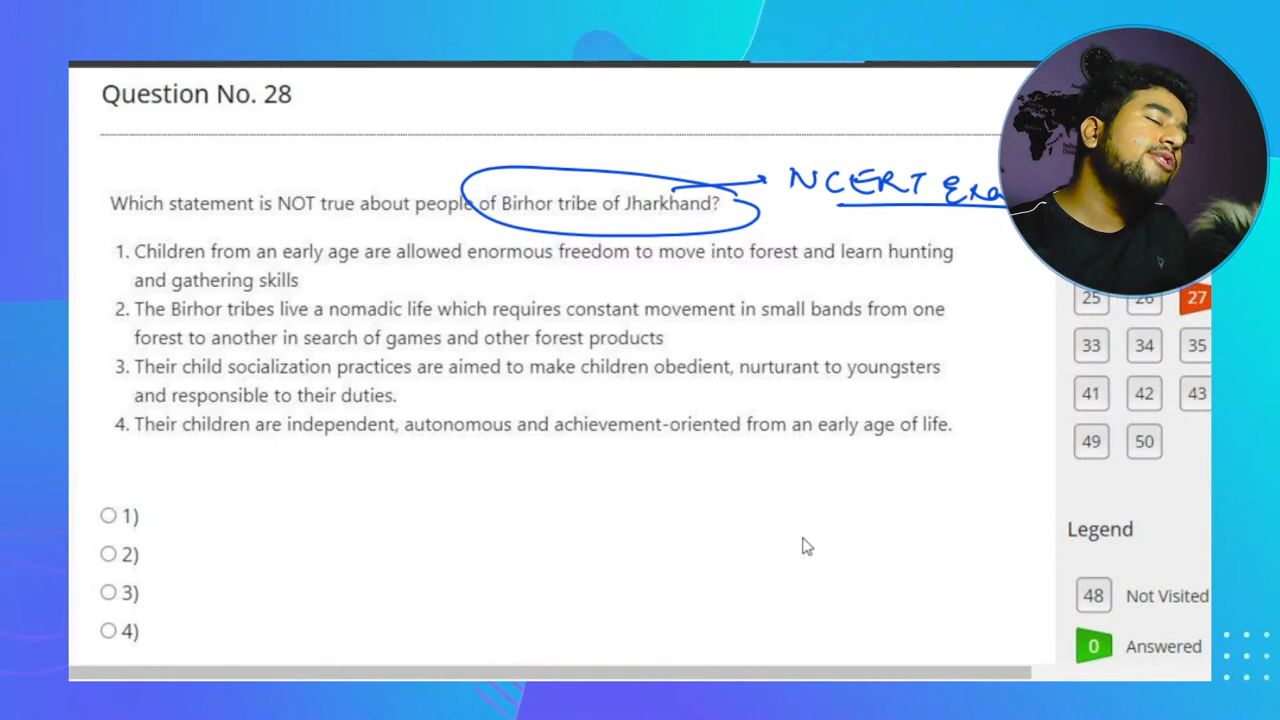 Question No. 28
Which statement is NOT true about people of Birhor tribe of Jharkhand?
NCERT
1. Children from an early age are allowed enormous freedom to move into forest and learn hunting
and gathering skills
2. The Birhor tribes live a nomadic life which requires constant movement in small bands from one
forest to another in search of games and other forest products
3. Their child socialization practices are aimed to make children obedient, nurturant to youngsters
and responsible to their duties.
4. Their children are independent, autonomous and achievement-oriented from an early age of life.
1)
2)
3)
4)
25 26 27
33 34 35
41 42 43
49 50
Legend
48 Not Visited
0 Answered